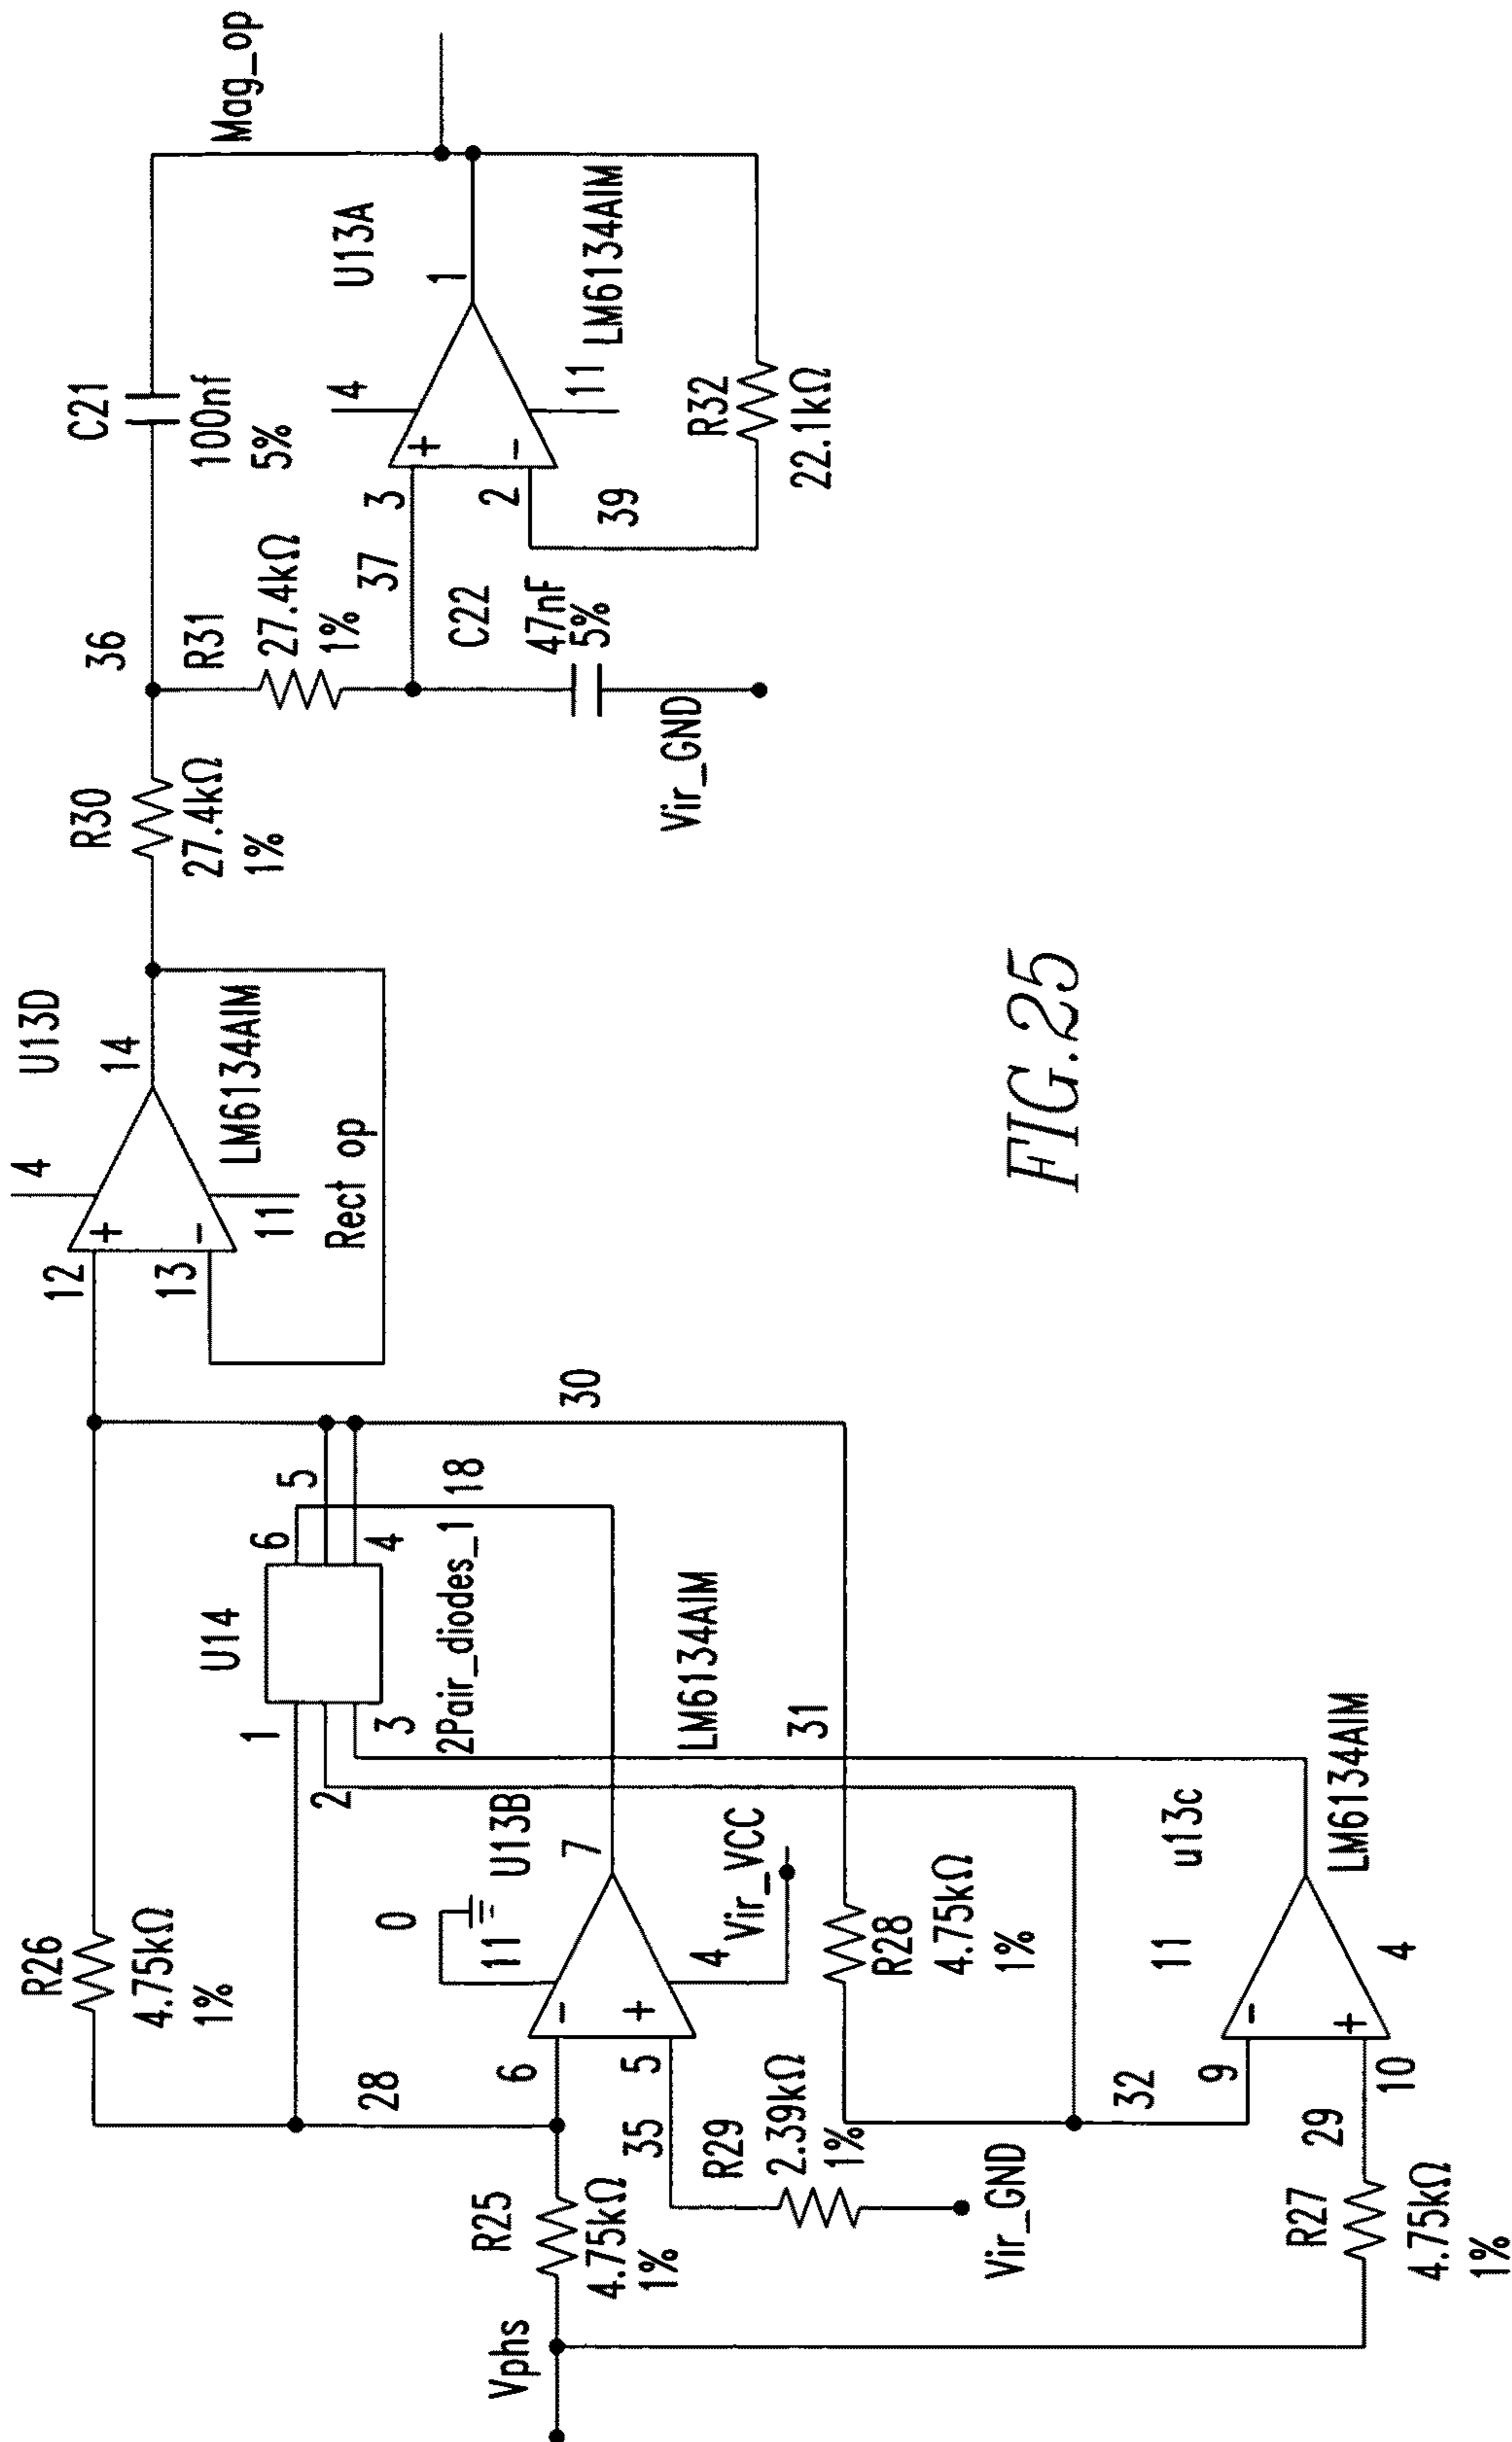 Vphs
R25
4.75kΩ
1%
R26
4.75kΩ
1%
28
6
5
35
R29
2.39kΩ
1%
Vir_GND
0
11
U13B
7
4
Vir_VCC
LM6134AIM
1
2
3
U14
6
5
4
2Pair_diodes_1
18
R27
4.75kΩ
1%
29
10
9
32
R28
4.75kΩ
1%
31
11
4
u13c
LM6134AIM
30
12
13
4
11
U13D
14
LM6134AIM
Rect op
R30
27.4kΩ
1%
36
R31
27.4kΩ
1%
37
C22
47nF
5%
Vir_GND
C21
100nf
5%
3
2
39
4
11
U13A
1
LM6134AIM
R32
22.1kΩ
Mag_op
FIG.25